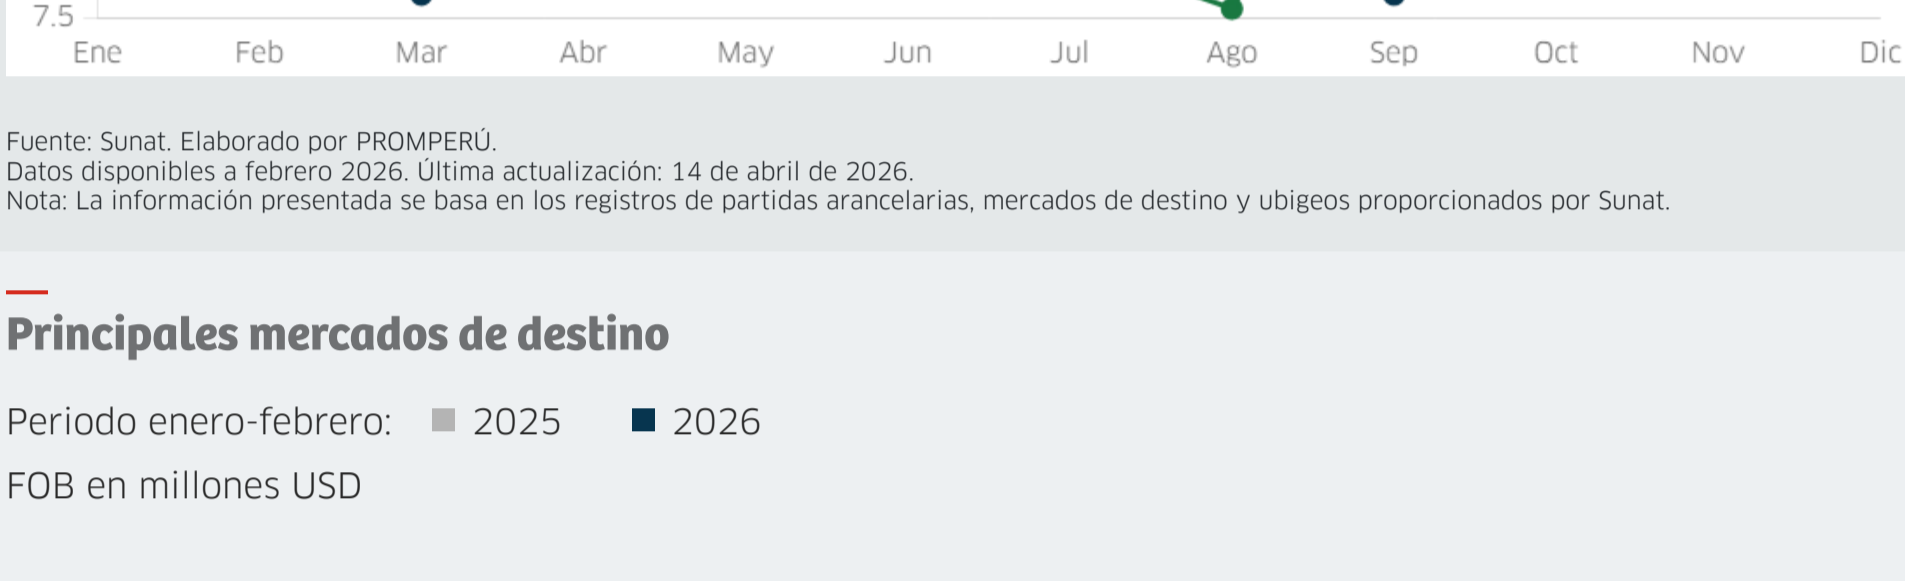 7.5
Ene Feb Mar Abr May Jun Jul Ago Sep Oct Nov Dic
Fuente: Sunat. Elaborado por PROMPERÚ.
Datos disponibles a febrero 2026. Última actualización: 14 de abril de 2026.
Nota: La información presentada se basa en los registros de partidas arancelarias, mercados de destino y ubigeos proporcionados por Sunat.
Principales mercados de destino
Periodo enero-febrero: 2025 2026
FOB en millones USD